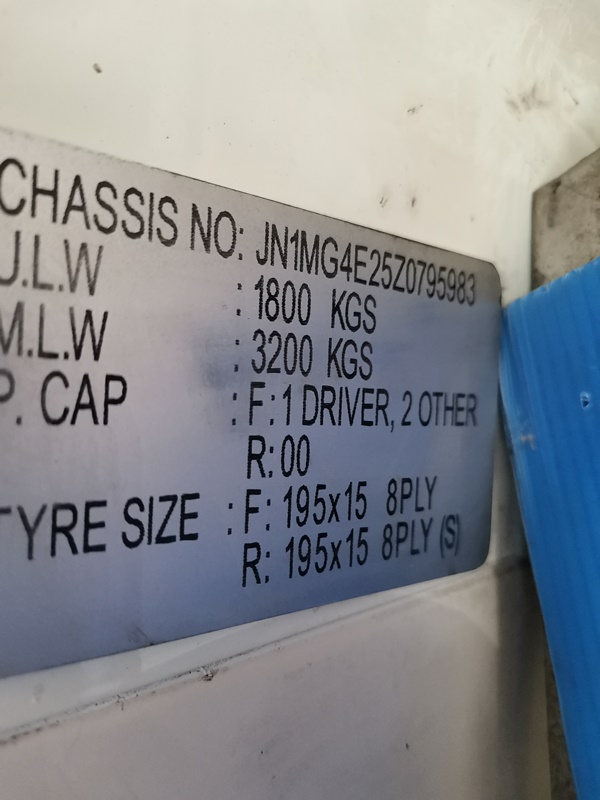 CHASSIS NO: JN1MG4E25Z0795983
U.L.W : 1800 KGS
M.L.W : 3200 KGS
P. CAP : F: 1 DRIVER, 2 OTHER
R: 00
TYRE SIZE : F: 195x15 8PLY
R: 195x15 8PLY (S)